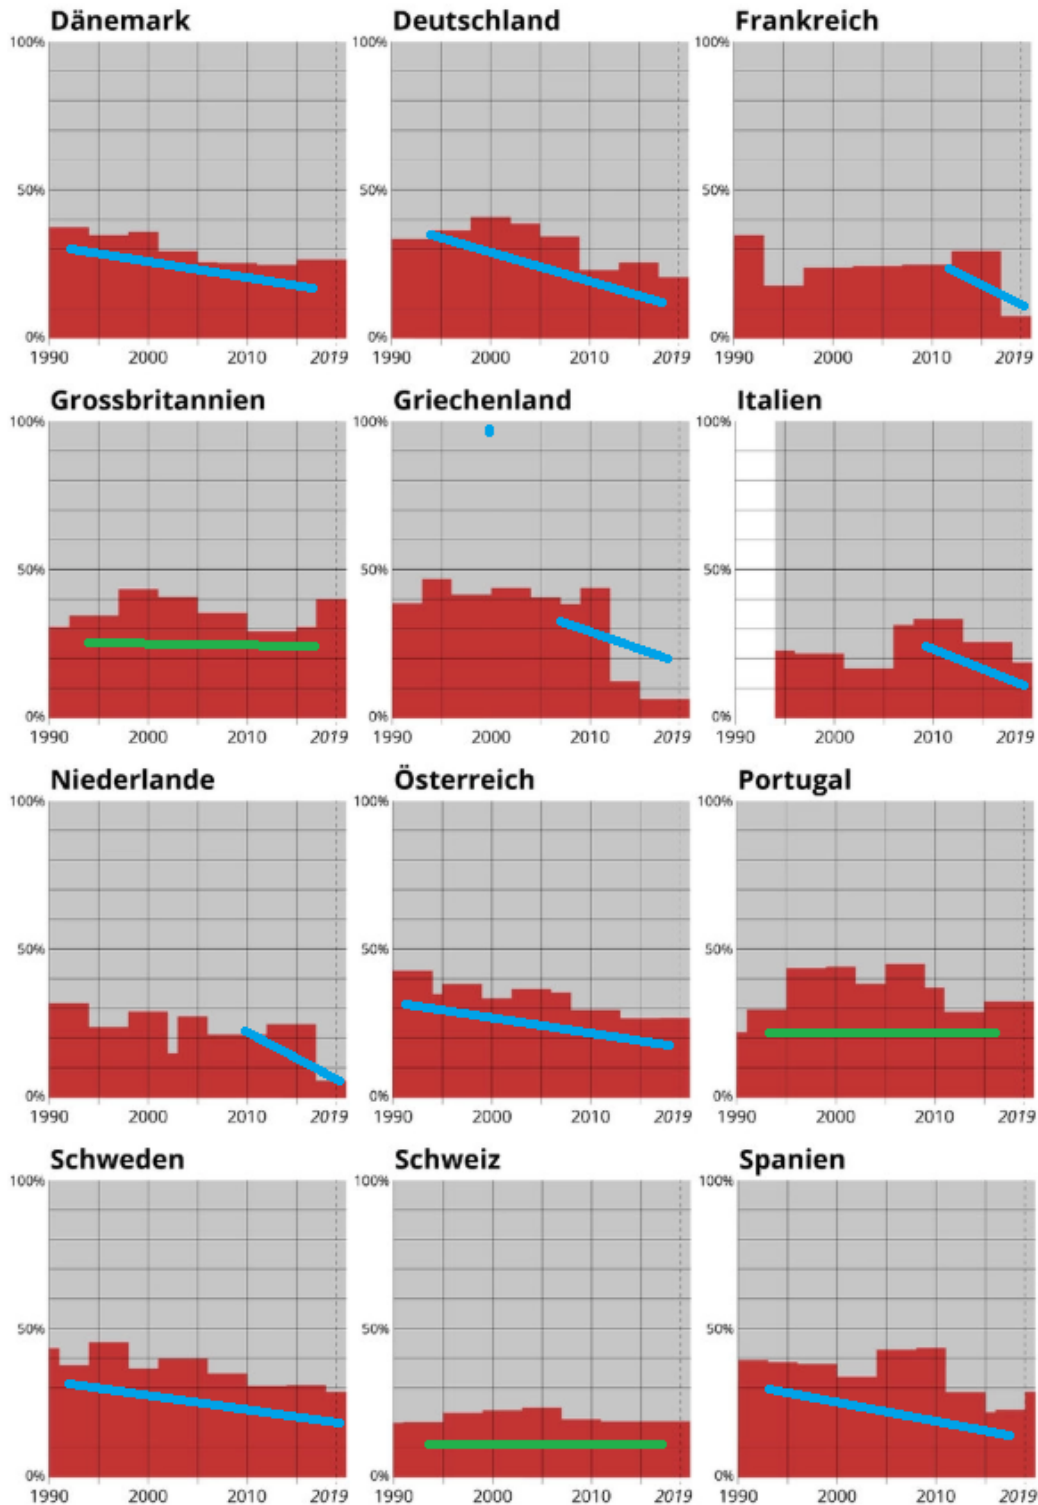 Dänemark Deutschland Frankreich
100% 100% 100%
50% 50% 50%
0% 0% 0%
1990 2000 2010 2019 1990 2000 2010 2019 1990 2000 2010 2019
Grossbritannien Griechenland Italien
100% 100% 100%
50% 50% 50%
0% 0% 0%
1990 2000 2010 2019 1990 2000 2010 2019 1990 2000 2010 2019
Niederlande Österreich Portugal
100% 100% 100%
50% 50% 50%
0% 0% 0%
1990 2000 2010 2019 1990 2000 2010 2019 1990 2000 2010 2019
Schweden Schweiz Spanien
100% 100% 100%
50% 50% 50%
0% 0% 0%
1990 2000 2010 2019 1990 2000 2010 2019 1990 2000 2010 2019